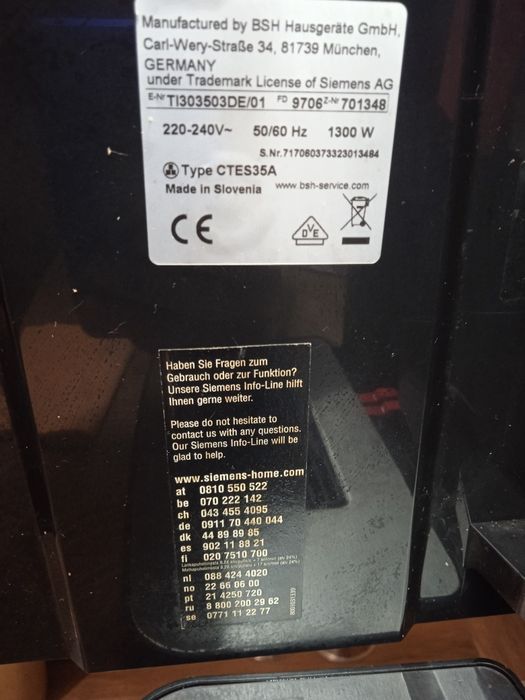 Manufactured by BSH Hausgeräte GmbH,
Carl-Wery-Straße 34, 81739 München,
GERMANY
under Trademark License of Siemens AG
E-Nr TI303503DE/01 FD 9706 Z-Nr 701348
220-240V~ 50/60 Hz 1300 W
S.Nr.717060373323013484
Type CTES35A
Made in Slovenia www.bsh-service.com
CE
DVE
Haben Sie Fragen zum
Gebrauch oder zur Funktion?
Unsere Siemens Info-Line hilft
Ihnen gerne weiter.
Please do not hesitate to
contact us with any questions.
Our Siemens Info-Line will be
glad to help.
www.siemens-home.com
at 0810 550 522
be 070 222 142
ch 043 455 4095
de 0911 70 440 044
dk 44 89 89 85
es 902 11 88 21
fi 020 7510 700
nl 088 424 4020
no 22 66 06 00
pt 21 4250 720
ru 8 800 200 29 62
se 0771 11 22 77